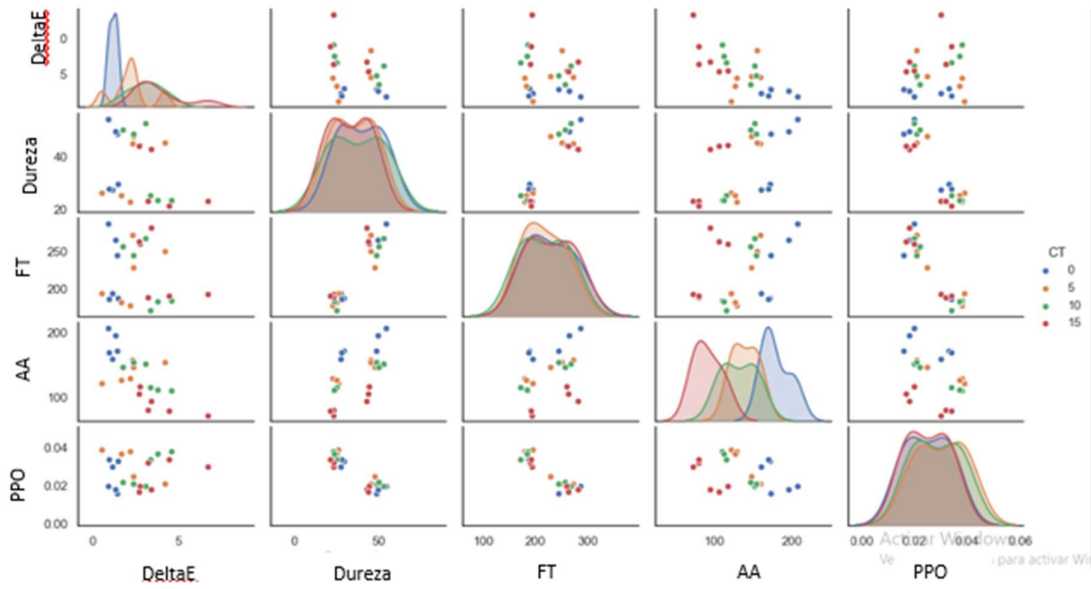 DeltaE
0
5
Dureza
40
20
FT
250
200
AA
200
100
PPO
0.04
0.02
0.00
CT
0
5
10
15
0 5 0 50 100 200 300 100 200 0.00 0.02 0.04 0.06
DeltaE Dureza FT AA PPO
Activar Windows
Ve para activar Wi